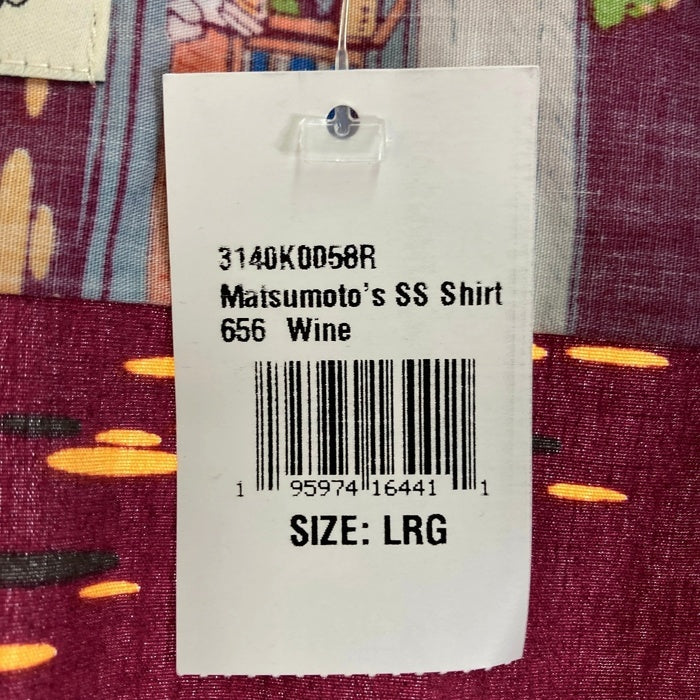 3140K0058R
Matsumoto's SS Shirt
656 Wine
1 95974 16441 1
SIZE: LRG